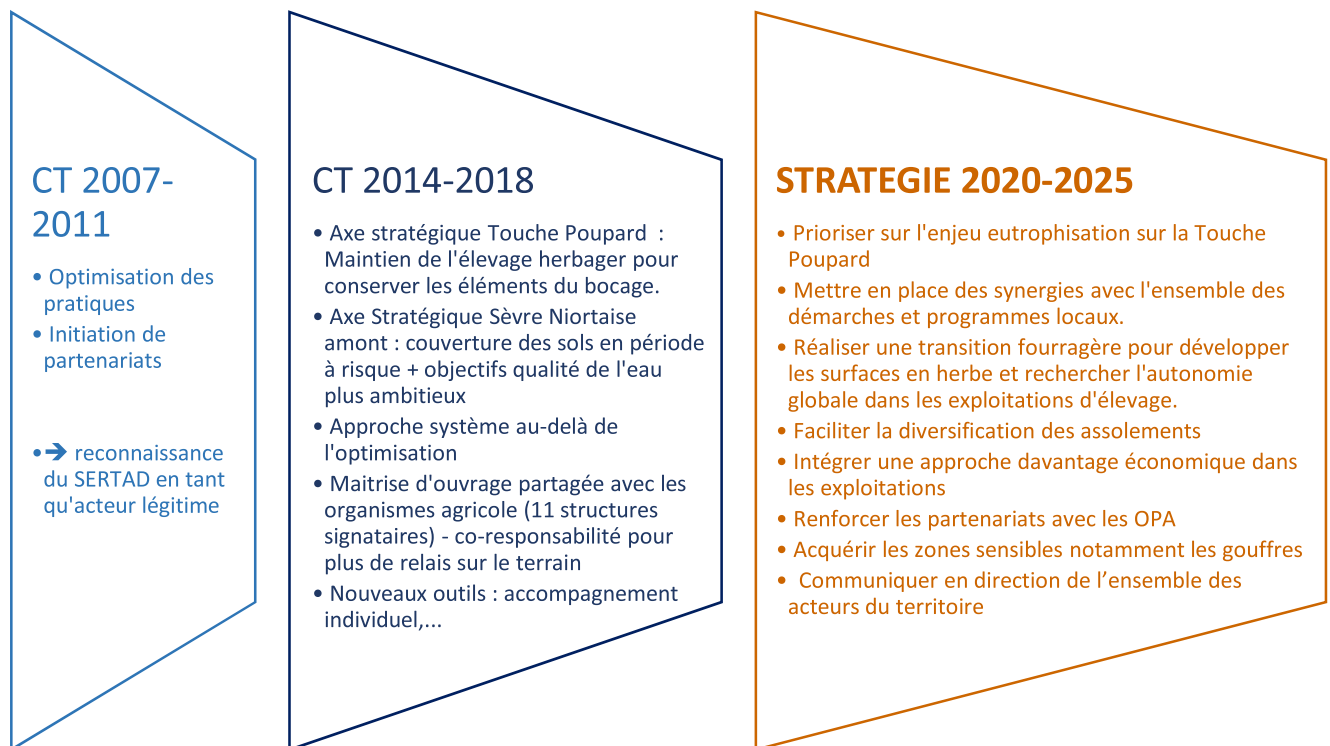 CT 2007-
2011
• Optimisation des
pratiques
• Initiation de
partenariats
•➔ reconnaissance
du SERTAD en tant
qu'acteur légitime
CT 2014-2018
• Axe stratégique Touche Poupard  :
Maintien de l'élevage herbager pour
conserver les éléments du bocage.
• Axe Stratégique Sèvre Niortaise
amont : couverture des sols en période
à risque + objectifs qualité de l'eau
plus ambitieux
• Approche système au-delà de
l'optimisation
• Maitrise d'ouvrage partagée avec les
organismes agricole (11 structures
signataires) - co-responsabilité pour
plus de relais sur le terrain
• Nouveaux outils : accompagnement
individuel,...
STRATEGIE 2020-2025
• Prioriser sur l'enjeu eutrophisation sur la Touche
Poupard
• Mettre en place des synergies avec l'ensemble des
démarches et programmes locaux.
• Réaliser une transition fourragère pour développer
les surfaces en herbe et rechercher l'autonomie
globale dans les exploitations d'élevage.
• Faciliter la diversification des assolements
• Intégrer une approche davantage économique dans
les exploitations
• Renforcer les partenariats avec les OPA
• Acquérir les zones sensibles notamment les gouffres
•  Communiquer en direction de l’ensemble des
acteurs du territoire